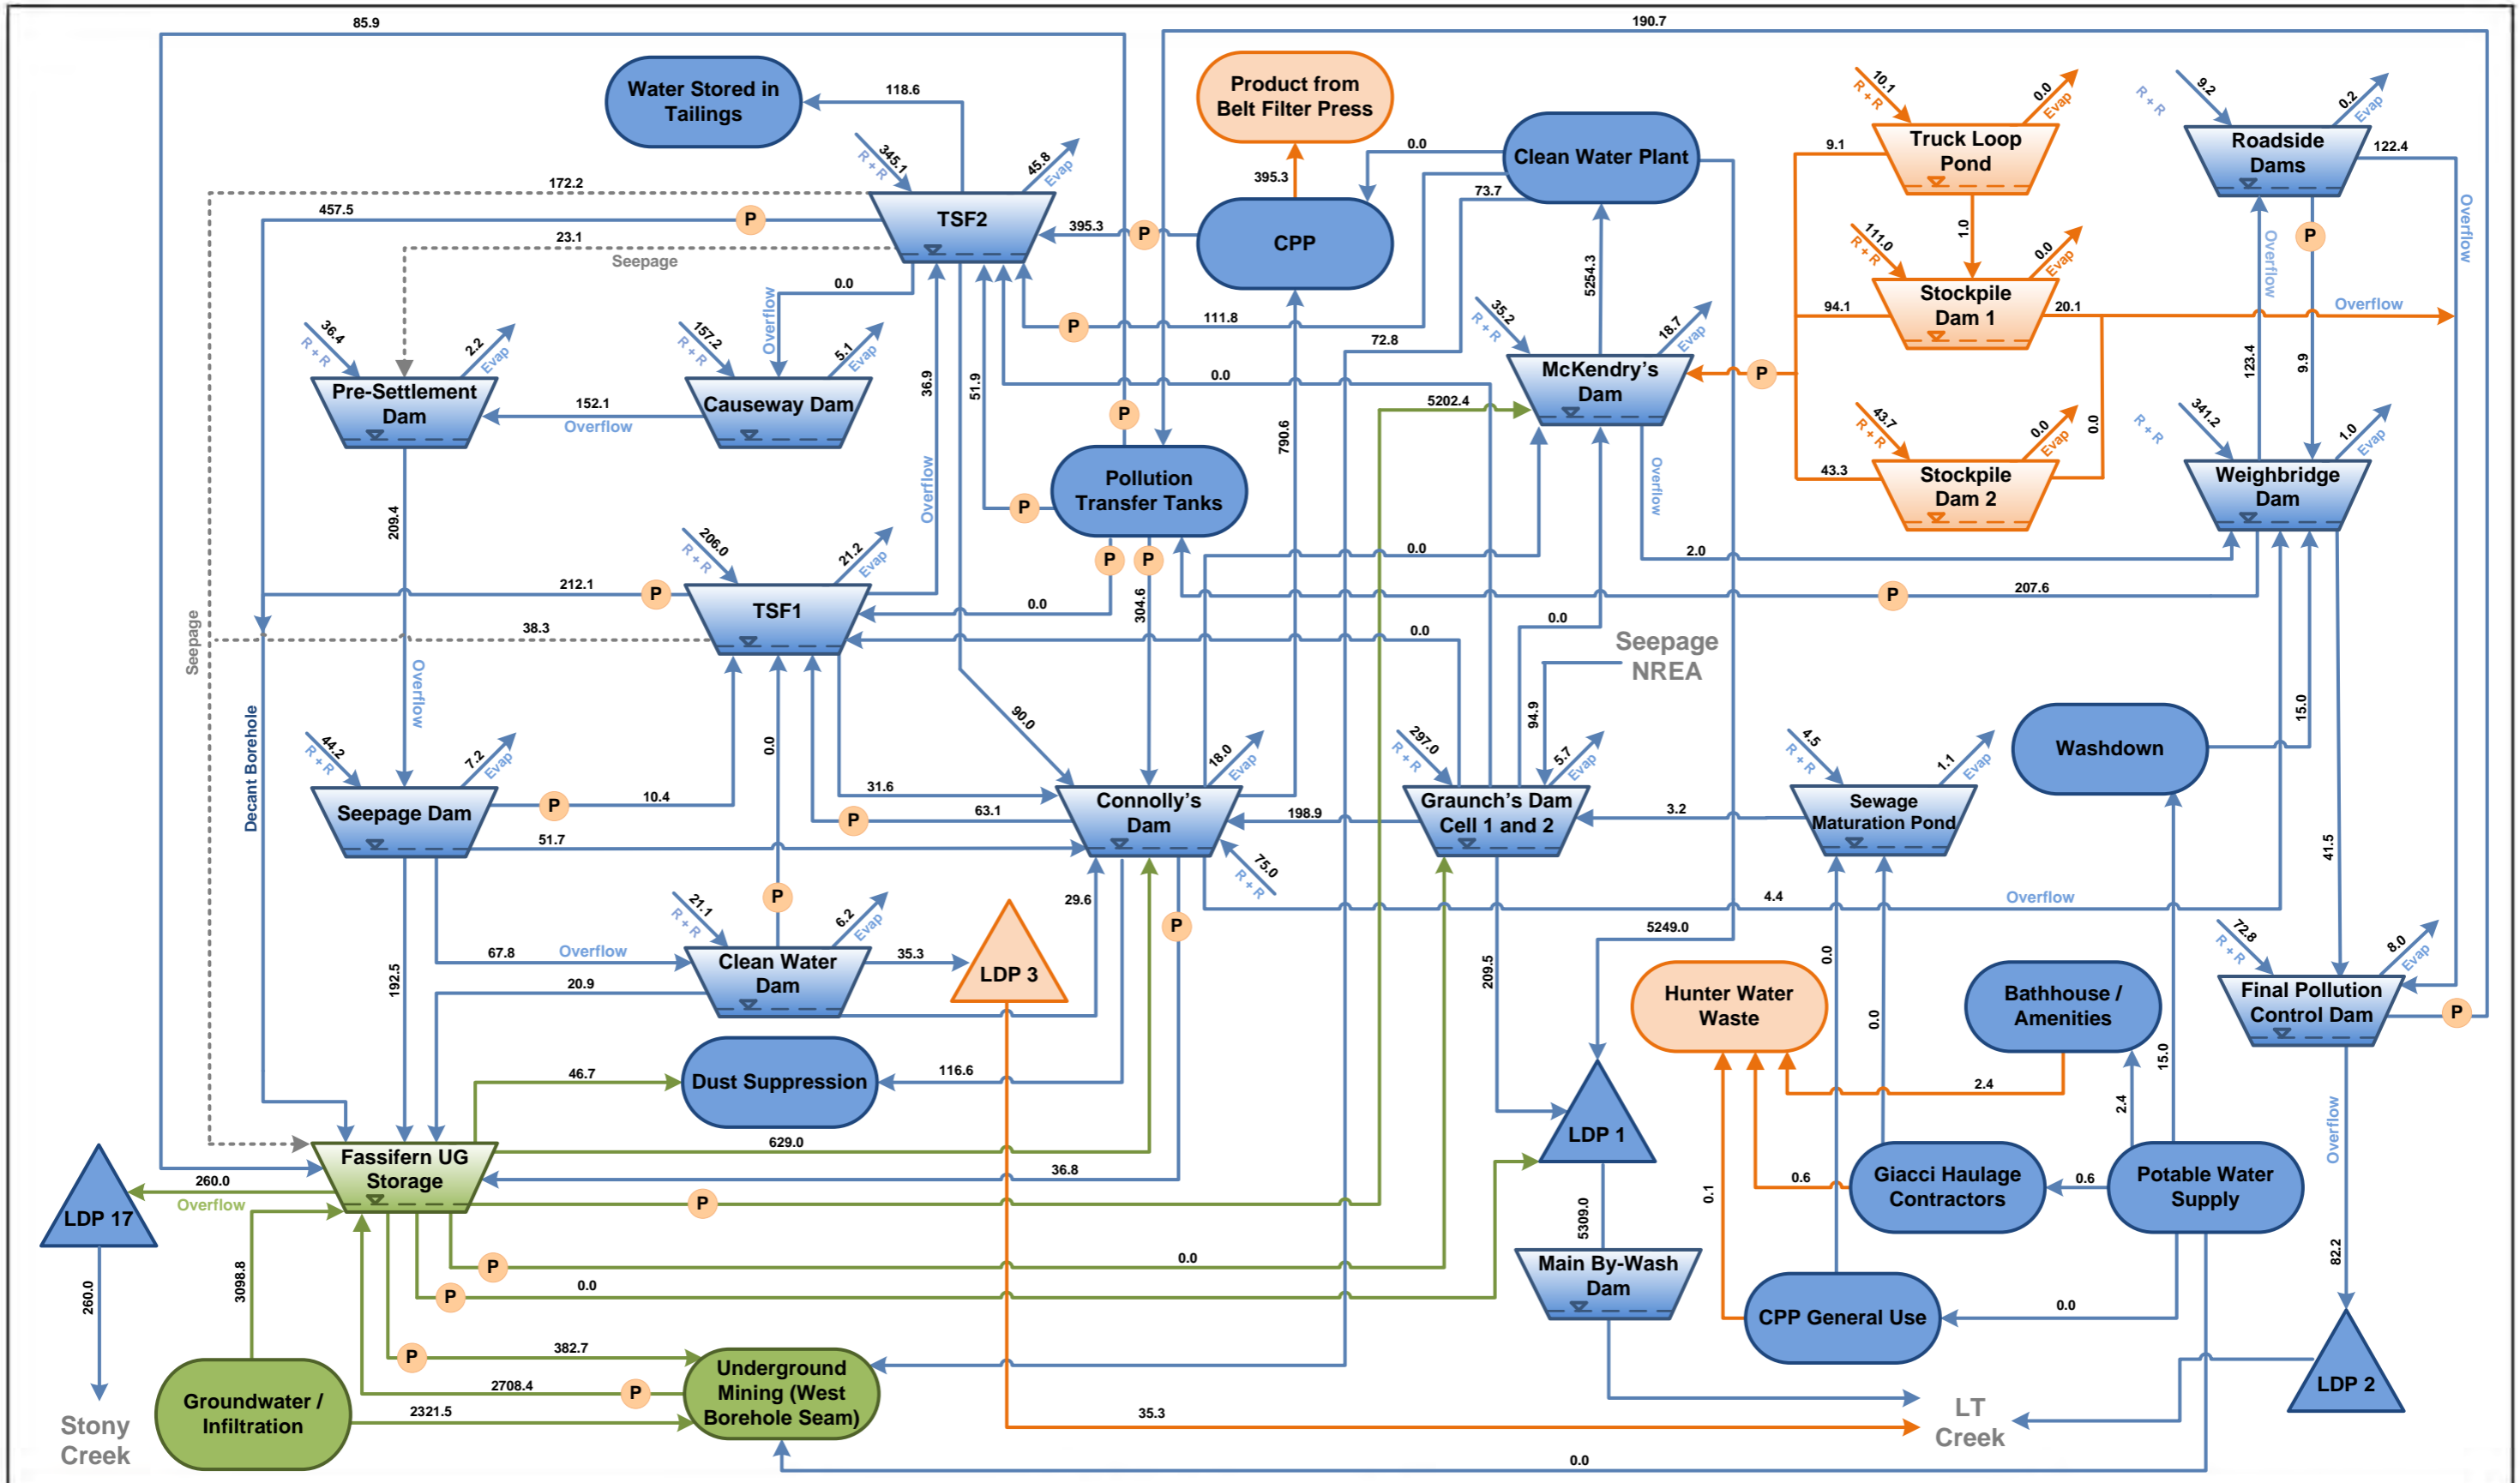 85.9
190.7
Water Stored in
Tailings
118.6
345.1
R + R
45.8
Evap
TSF2
172.2
457.5
P
23.1
Seepage
395.3
P
Product from
Belt Filter Press
395.3
CPP
0.0
Clean Water Plant
73.7
10.1
R + R
0.0
Evap
Truck Loop
Pond
9.1
1.0
9.2
R + R
0.2
Evap
Roadside
Dams
122.4
Overflow
P
111.0
R + R
0.0
Evap
Stockpile
Dam 1
94.1
20.1
Overflow
0.0
Overflow
P
111.8
72.8
5254.3
35.2
R + R
18.7
Evap
McKendry's
Dam
P
Overflow
123.4
9.9
36.4
R + R
2.2
Evap
Pre-Settlement
Dam
152.1
Overflow
157.2
R + R
5.1
Evap
Causeway Dam
36.9
Overflow
51.9
0.0
P
5202.4
790.6
43.7
R + R
0.0
Evap
0.0
Stockpile
Dam 2
43.3
341.2
R + R
1.0
Evap
Weighbridge
Dam
Pollution
Transfer Tanks
P
P
P
209.4
Overflow
206.0
R + R
21.2
Evap
TSF1
212.1
P
38.3
Seepage
0.0
304.6
0.0
Overflow
2.0
P
207.6
0.0
0.0
Seepage
NREA
94.9
Decant Borehole
44.2
R + R
7.2
Evap
Seepage Dam
P
10.4
51.7
0.0
90.0
31.6
P
63.1
18.0
Evap
Connolly's
Dam
75.0
R + R
198.9
297.0
R + R
5.7
Evap
Graunch's Dam
Cell 1 and 2
3.2
4.5
R + R
1.1
Evap
Sewage
Maturation Pond
Washdown
15.0
41.5
P
29.6
P
4.4
Overflow
192.5
67.8
Overflow
20.9
21.1
R + R
6.2
Evap
Clean Water
Dam
35.3
LDP 3
209.5
5249.0
0.0
0.0
Hunter Water
Waste
Bathhouse /
Amenities
72.8
R + R
8.0
Evap
Final Pollution
Control Dam
P
46.7
Dust Suppression
116.6
LDP 1
2.4
2.4
15.0
Overflow
629.0
36.8
Fassifern UG
Storage
260.0
Overflow
LDP 17
P
0.6
0.1
Giacci Haulage
Contractors
0.6
Potable Water
Supply
260.0
3098.8
P
0.0
P
0.0
5309.0
Main By-Wash
Dam
CPP General Use
0.0
82.2
P
382.7
Underground
Mining (West
Borehole Seam)
2708.4
P
2321.5
Groundwater /
Infiltration
Stony
Creek
35.3
LT
Creek
LDP 2
0.0